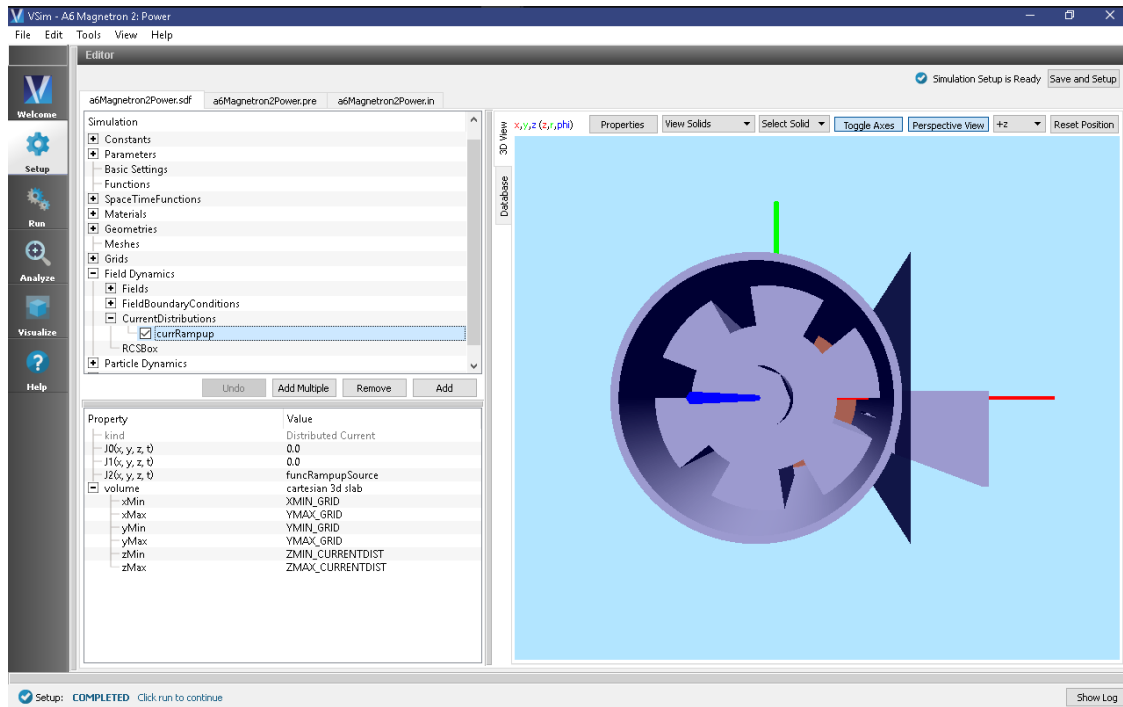 VSim - A6 Magnetron 2: Power
File Edit Tools View Help
Editor
Simulation Setup is Ready Save and Setup
Welcome
Setup
Run
Analyze
Visualize
Help
a6Magnetron2Power.sdf a6Magnetron2Power.pre a6Magnetron2Power.in
Simulation
Constants
Parameters
Basic Settings
Functions
SpaceTimeFunctions
Materials
Geometries
Meshes
Grids
Field Dynamics
Fields
FieldBoundaryConditions
CurrentDistributions
currRampup
RCSBox
Particle Dynamics
Undo Add Multiple Remove Add
Property Value
kind Distributed Current
J0(x, y, z, t) 0.0
J1(x, y, z, t) 0.0
J2(x, y, z, t) funcRampupSource
volume cartesian 3d slab
xMin XMIN_GRID
xMax YMAX_GRID
yMin YMIN_GRID
yMax YMAX_GRID
zMin ZMIN_CURRENTDIST
zMax ZMAX_CURRENTDIST
3D View
Database
x,y,z (z,r,phi) Properties View Solids Select Solid Toggle Axes Perspective View +z Reset Position
Setup: COMPLETED Click run to continue Show Log